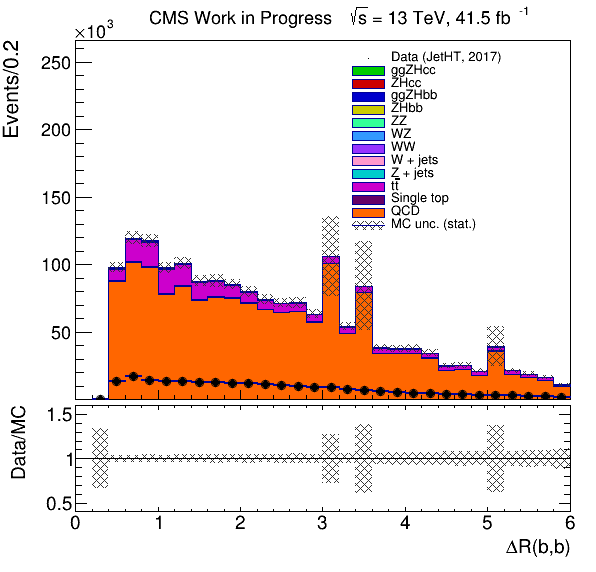 CMS Work in Progress √s = 13 TeV, 41.5 fb⁻¹
×10³
Events/0.2
250
200
150
100
50
Data (JetHT, 2017)
ggZHcc
ZHcc
ggZHbb
ZHbb
ZZ
WZ
WW
W + jets
Z + jets
tt̅
Single top
QCD
MC unc. (stat.)
Data/MC
1.5
1
0.5
0 1 2 3 4 5 6
ΔR(b,b)